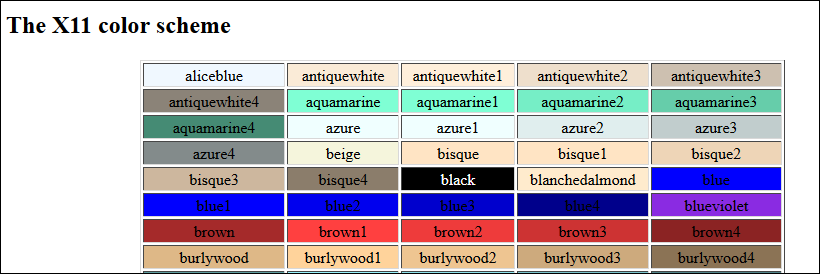 The X11 color scheme
aliceblue antiquewhite antiquewhite1 antiquewhite2 antiquewhite3
antiquewhite4 aquamarine aquamarine1 aquamarine2 aquamarine3
aquamarine4 azure azure1 azure2 azure3
azure4 beige bisque bisque1 bisque2
bisque3 bisque4 black blanchedalmond blue
blue1 blue2 blue3 blue4 blueviolet
brown brown1 brown2 brown3 brown4
burlywood burlywood1 burlywood2 burlywood3 burlywood4